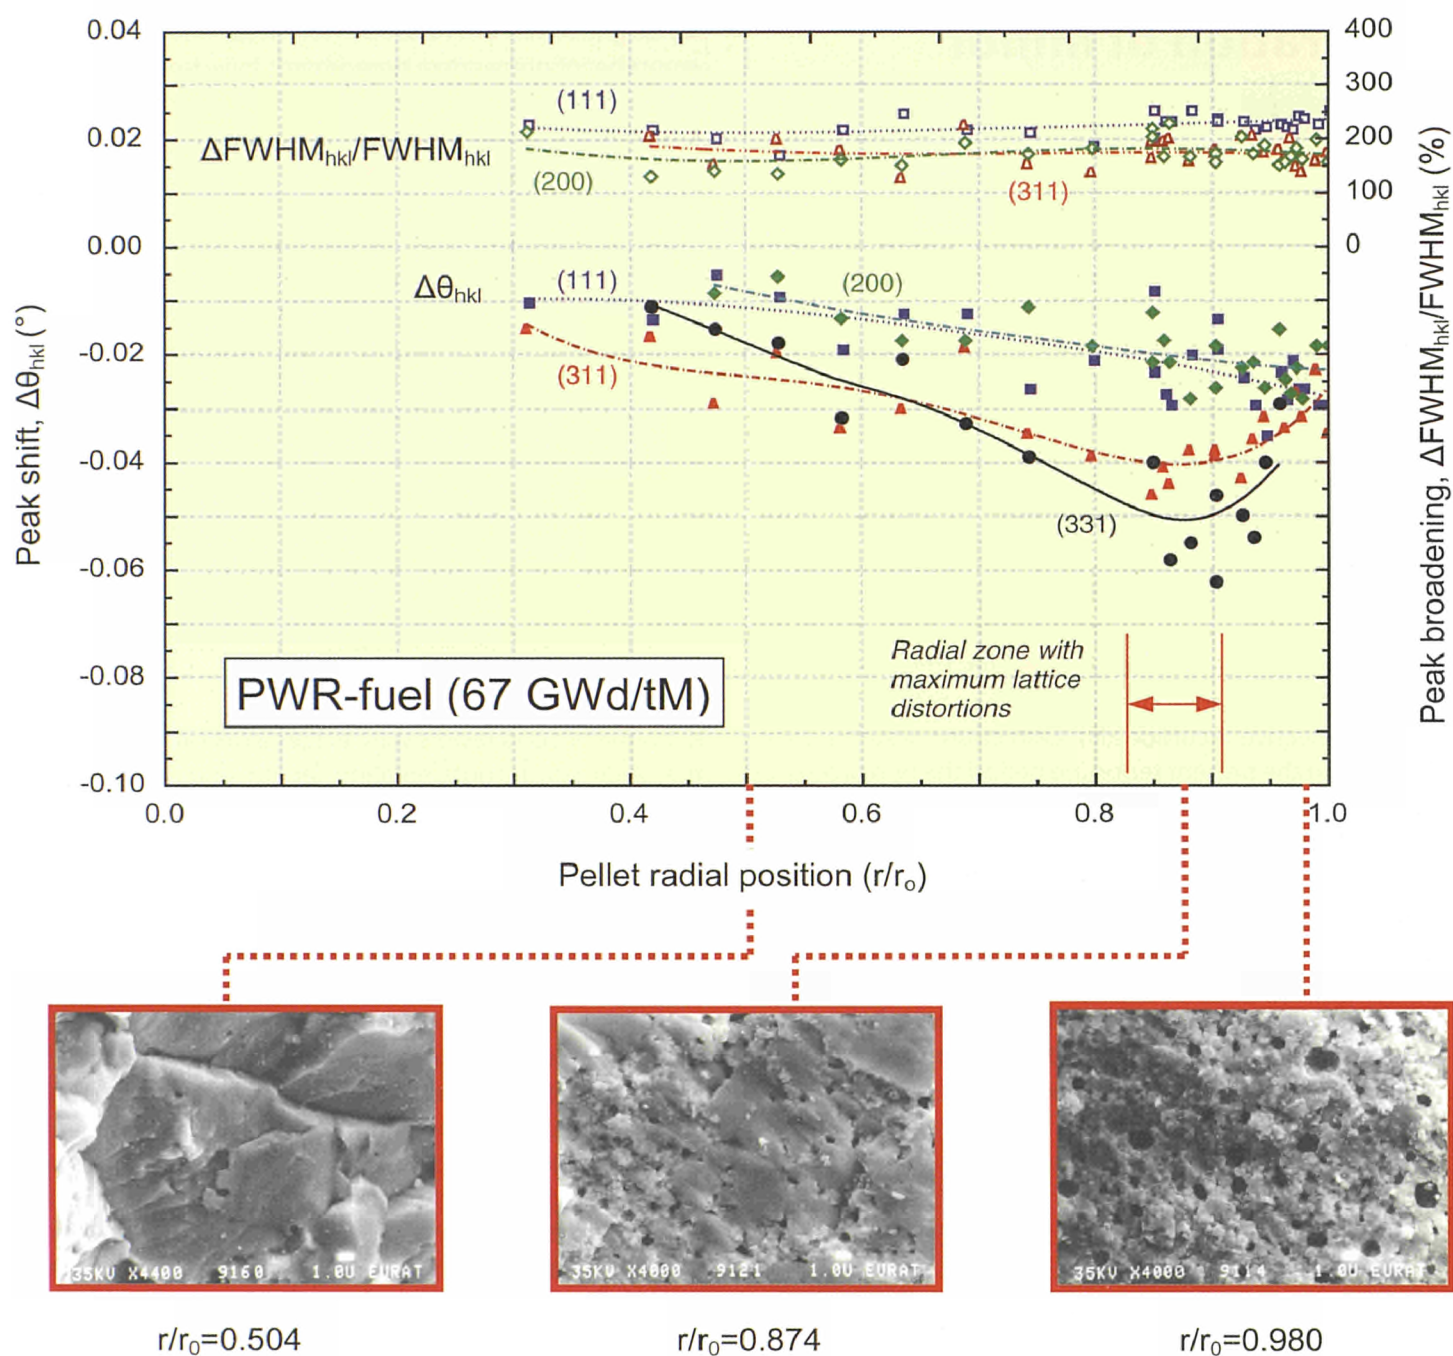 0.04
0.02
0.00
-0.02
-0.04
-0.06
-0.08
-0.10
Peak shift, Δθhkl (°)
400
300
200
100
0
Peak broadening, ΔFWHMhkl/FWHMhkl (%)
(111)
ΔFWHMhkl/FWHMhkl
(200)
(311)
Δθhkl
(111)
(200)
(311)
(331)
Radial zone with
maximum lattice
distortions
PWR-fuel (67 GWd/tM)
0.0 0.2 0.4 0.6 0.8 1.0
Pellet radial position (r/ro)
35KV X4400 9160 1.0U EURAT
35KV X4000 9121 1.0U EURAT
35KV X4000 9114 1.0U EURAT
r/r0=0.504
r/r0=0.874
r/r0=0.980